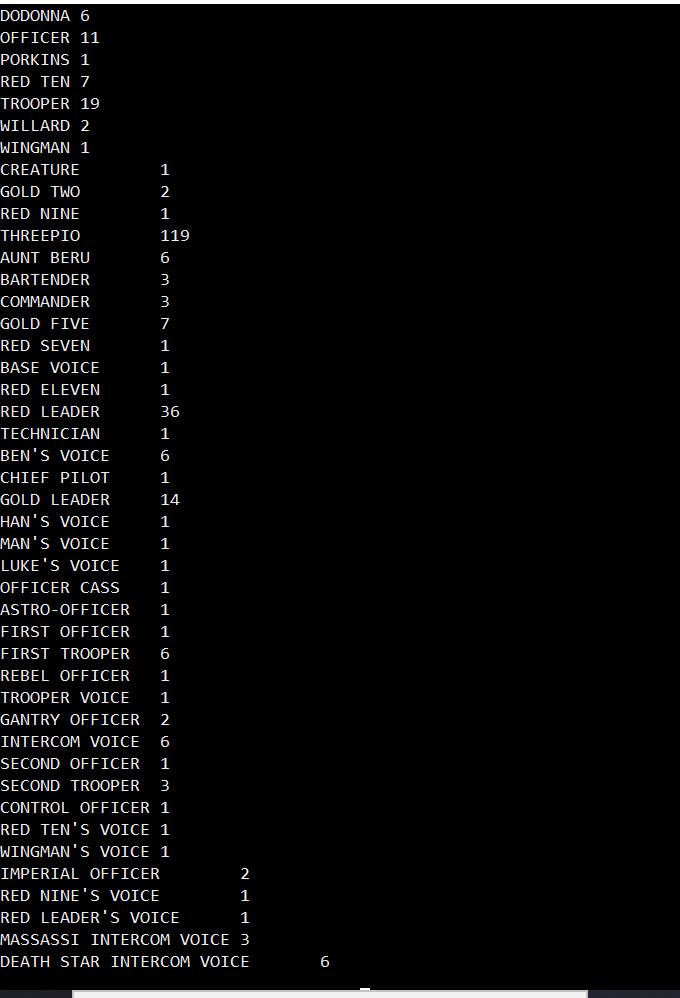 DODONNA 6
OFFICER 11
PORKINS 1
RED TEN 7
TROOPER 19
WILLARD 2
WINGMAN 1
CREATURE 1
GOLD TWO 2
RED NINE 1
THREEPIO 119
AUNT BERU 6
BARTENDER 3
COMMANDER 3
GOLD FIVE 7
RED SEVEN 1
BASE VOICE 1
RED ELEVEN 1
RED LEADER 36
TECHNICIAN 1
BEN'S VOICE 6
CHIEF PILOT 1
GOLD LEADER 14
HAN'S VOICE 1
MAN'S VOICE 1
LUKE'S VOICE 1
OFFICER CASS 1
ASTRO-OFFICER 1
FIRST OFFICER 1
FIRST TROOPER 6
REBEL OFFICER 1
TROOPER VOICE 1
GANTRY OFFICER 2
INTERCOM VOICE 6
SECOND OFFICER 1
SECOND TROOPER 3
CONTROL OFFICER 1
RED TEN'S VOICE 1
WINGMAN'S VOICE 1
IMPERIAL OFFICER 2
RED NINE'S VOICE 1
RED LEADER'S VOICE 1
MASSASSI INTERCOM VOICE 3
DEATH STAR INTERCOM VOICE 6